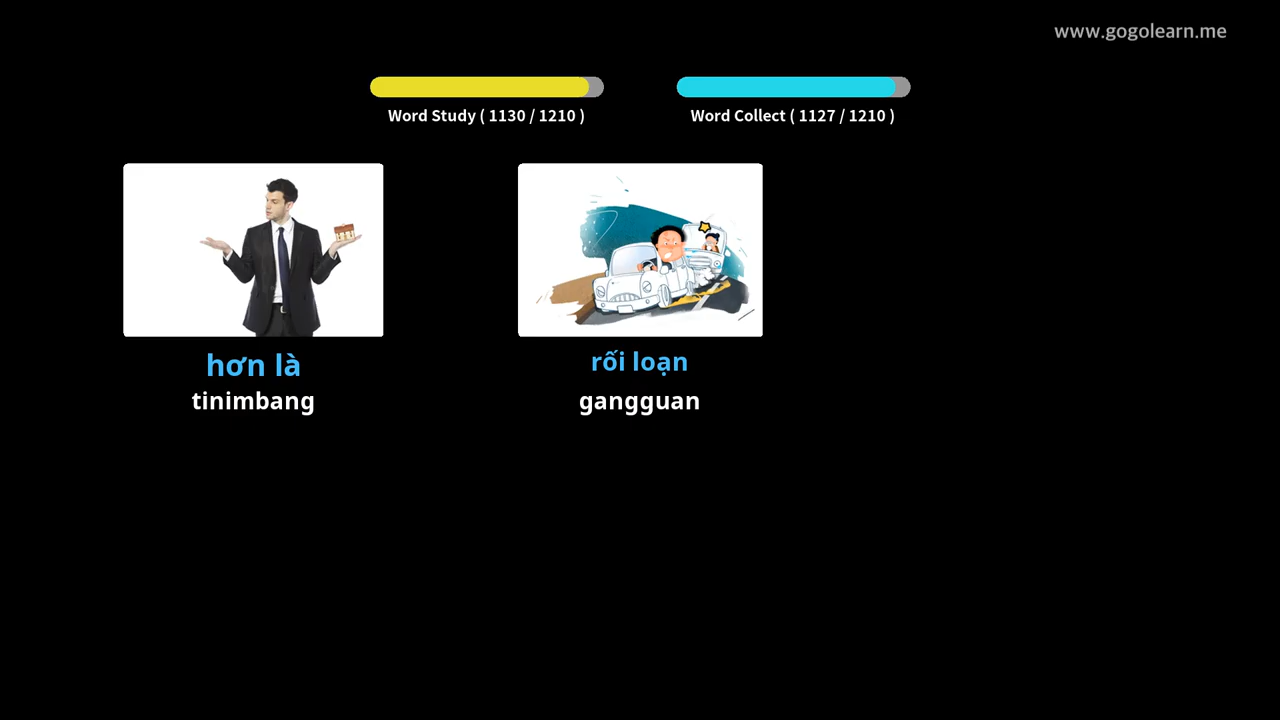 www.gogolearn.me
Word Study ( 1130 / 1210 )
Word Collect ( 1127 / 1210 )
hơn là
tinimbang
rối loạn
gangguan